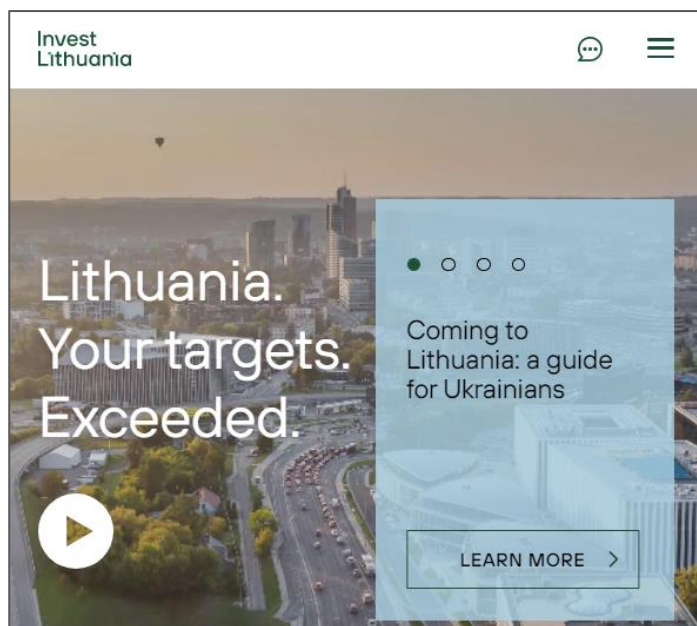 Invest
Lithuania
Lithuania.
Your targets.
Exceeded.
Coming to
Lithuania: a guide
for Ukrainians
LEARN MORE